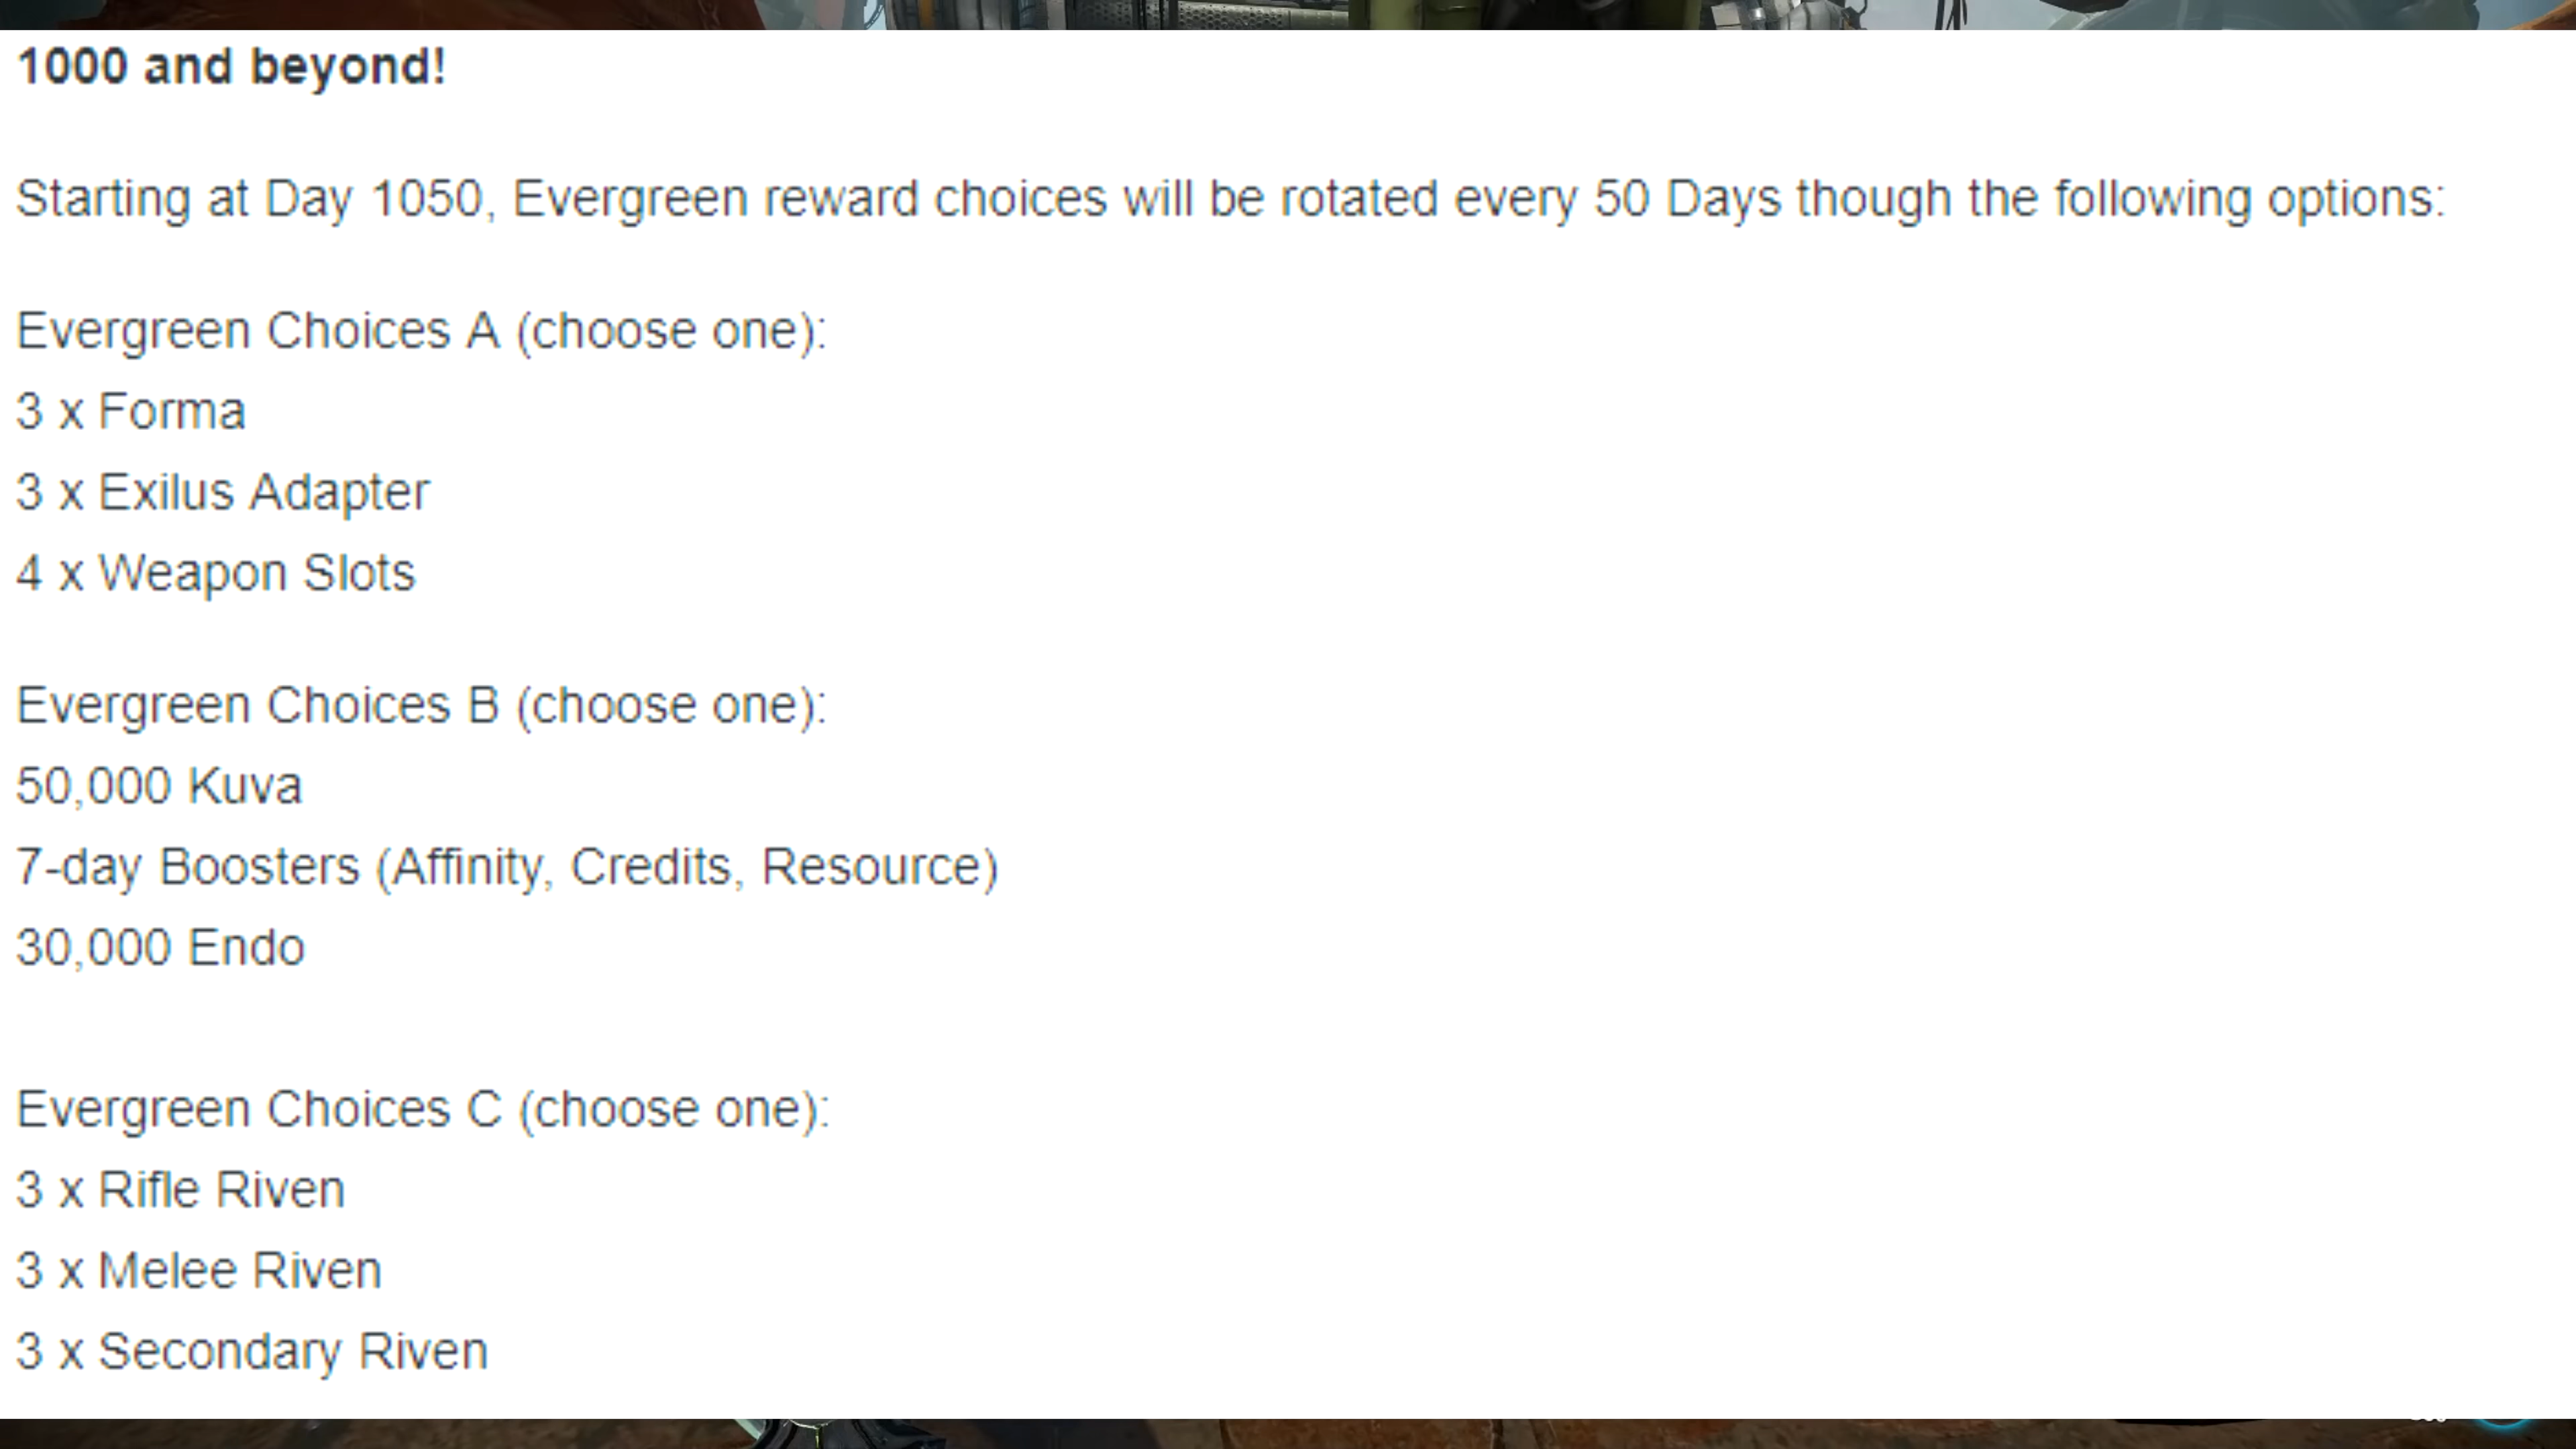 1000 and beyond!
Starting at Day 1050, Evergreen reward choices will be rotated every 50 Days though the following options:
Evergreen Choices A (choose one):
3 x Forma
3 x Exilus Adapter
4 x Weapon Slots
Evergreen Choices B (choose one):
50,000 Kuva
7-day Boosters (Affinity, Credits, Resource)
30,000 Endo
Evergreen Choices C (choose one):
3 x Rifle Riven
3 x Melee Riven
3 x Secondary Riven